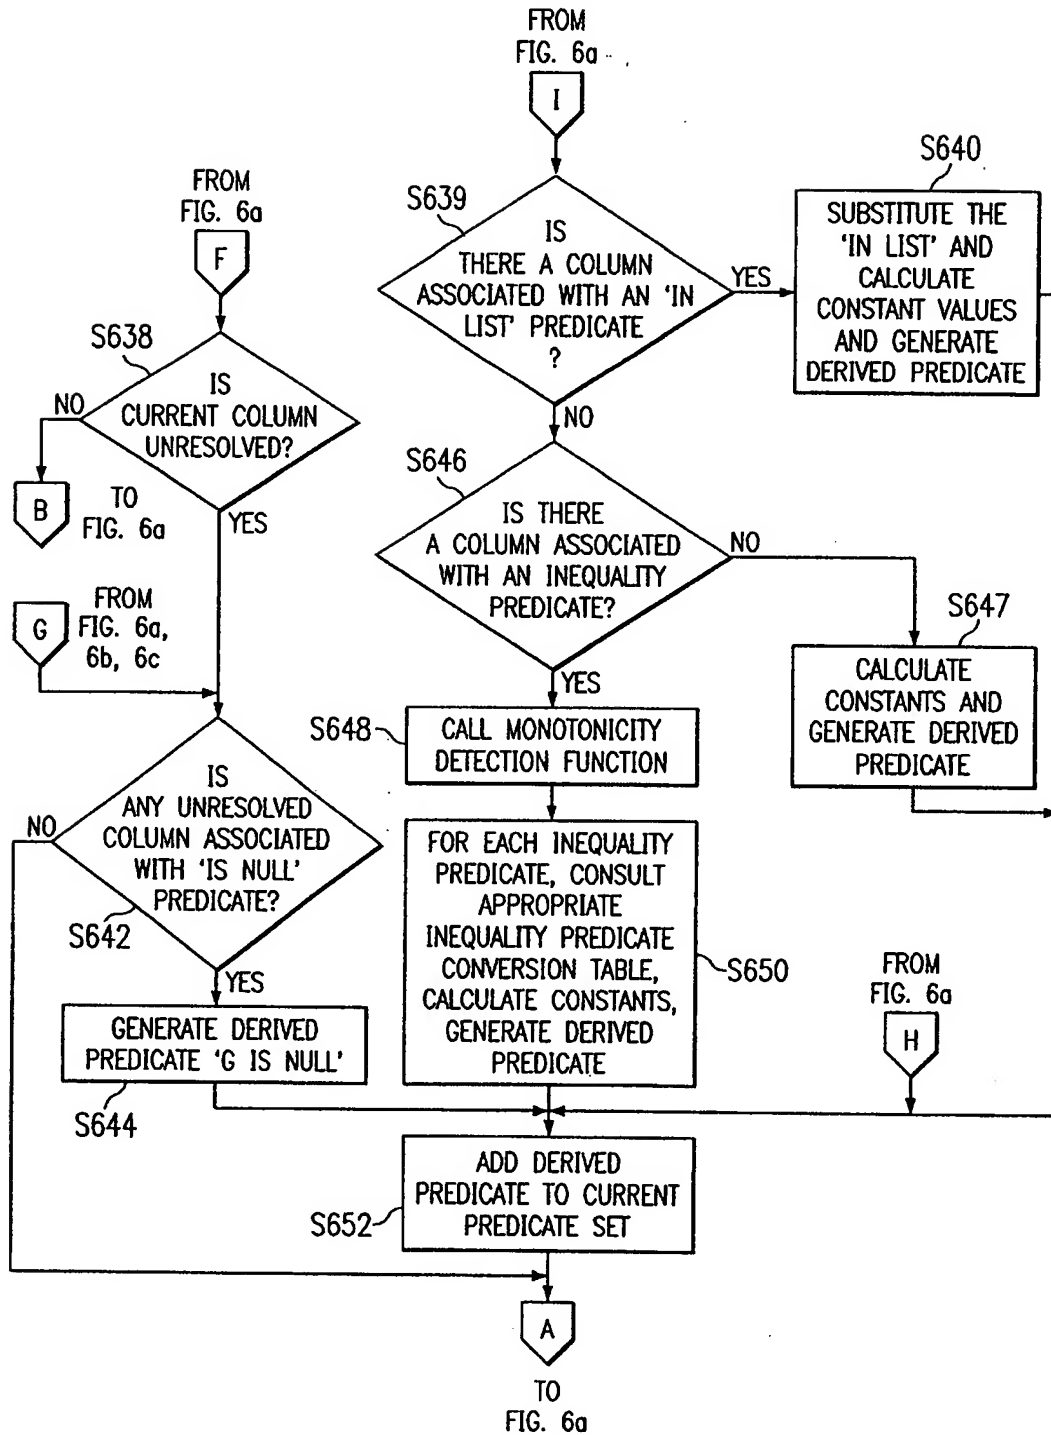 FROM
FIG. 6a
I
S640
SUBSTITUTE THE
'IN LIST' AND
CALCULATE
CONSTANT VALUES
AND GENERATE
DERIVED PREDICATE
S639
IS
THERE A COLUMN
ASSOCIATED WITH AN 'IN
LIST' PREDICATE
?
YES
NO
FROM
FIG. 6a
F
S638
IS
CURRENT COLUMN
UNRESOLVED?
NO
B
TO
FIG. 6a
YES
S646
IS THERE
A COLUMN ASSOCIATED
WITH AN INEQUALITY
PREDICATE?
NO
YES
S647
CALCULATE
CONSTANTS AND
GENERATE DERIVED
PREDICATE
G
FROM
FIG. 6a,
6b, 6c
S648
CALL MONOTONICITY
DETECTION FUNCTION
IS
ANY UNRESOLVED
COLUMN ASSOCIATED
WITH 'IS NULL'
PREDICATE?
NO
S642
YES
FOR EACH INEQUALITY
PREDICATE, CONSULT
APPROPRIATE
INEQUALITY PREDICATE
CONVERSION TABLE,
CALCULATE CONSTANTS,
GENERATE DERIVED
PREDICATE
S650
FROM
FIG. 6a
H
GENERATE DERIVED
PREDICATE 'G IS NULL'
S644
ADD DERIVED
PREDICATE TO CURRENT
PREDICATE SET
S652
A
TO
FIG. 6a